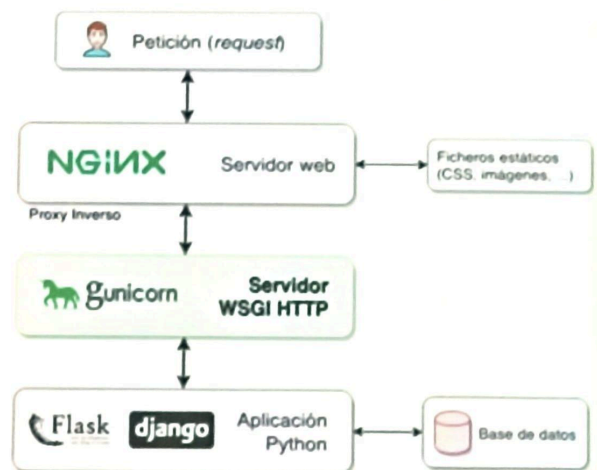 Petición (request)
NGINX
Servidor web
Ficheros estáticos
(CSS, imágenes, ...)
Proxy Inverso
gunicorn
Servidor
WSGI HTTP
Flask
django
Aplicación
Python
Base de datos